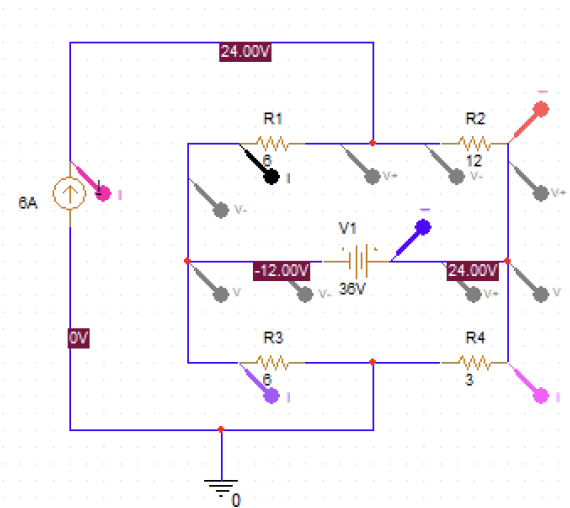 24.00V
R1
R2
6
I
V+
V-
12
V+
6A
I
V-
V1
-12.00V
24.00V
V
V-
36V
V+
V
0V
R3
R4
6
I
3
I
0